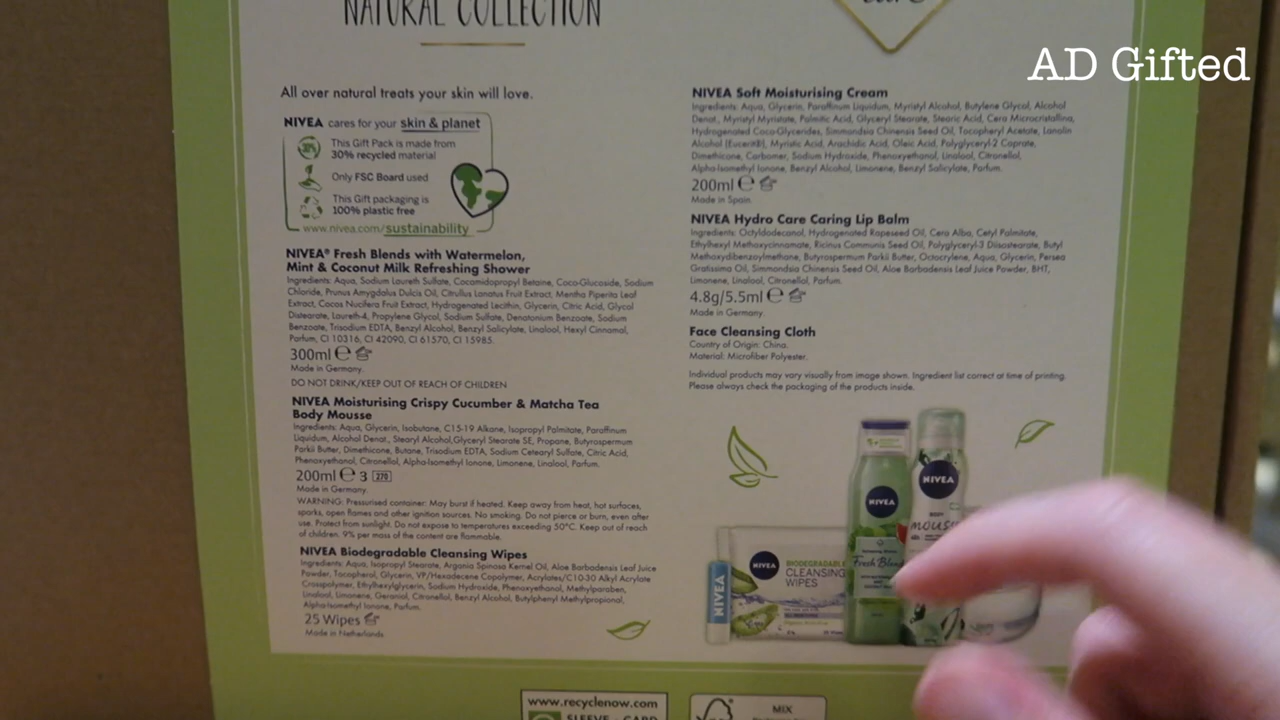 NATURAL COLLECTION
care
AD Gifted
All over natural treats your skin will love.
NIVEA cares for your skin & planet
This Gift Pack is made from
30% recycled material
Only FSC Board used
This Gift packaging is
100% plastic free
www.nivea.com/sustainability
NIVEA® Fresh Blends with Watermelon,
Mint & Coconut Milk Refreshing Shower
Ingredients: Aqua, Sodium Laureth Sulfate, Cocamidopropyl Betaine, Coco-Glucoside, Sodium
Chloride, Prunus Amygdalus Dulcis Oil, Citrullus Lanatus Fruit Extract, Mentha Piperita Leaf
Extract, Cocos Nucifera Fruit Extract, Hydrogenated Lecithin, Glycerin, Citric Acid, Glycol
Distearate, Laureth-4, Propylene Glycol, Sodium Sulfate, Denatonium Benzoate, Sodium
Benzoate, Trisodium EDTA, Benzyl Alcohol, Benzyl Salicylate, Linalool, Hexyl Cinnamal,
Parfum, CI 10316, CI 42090, CI 61570, CI 15985.
300ml e
Made in Germany.
DO NOT DRINK/KEEP OUT OF REACH OF CHILDREN
NIVEA Moisturising Crispy Cucumber & Matcha Tea
Body Mousse
Ingredients: Aqua, Glycerin, Isobutane, C15-19 Alkane, Isopropyl Palmitate, Paraffinum
Liquidum, Alcohol Denat., Stearyl Alcohol,Glyceryl Stearate SE, Propane, Butyrospermum
Parkii Butter, Dimethicone, Butane, Trisodium EDTA, Sodium Cetearyl Sulfate, Citric Acid,
Phenoxyethanol, Citronellol, Alpha-Isomethyl Ionone, Limonene, Linalool, Parfum.
200ml e 3 270
Made in Germany.
WARNING: Pressurised container: May burst if heated. Keep away from heat, hot surfaces,
sparks, open flames and other ignition sources. No smoking. Do not pierce or burn, even after
use. Protect from sunlight. Do not expose to temperatures exceeding 50°C. Keep out of reach
of children. 9% per mass of the contents are flammable.
NIVEA Biodegradable Cleansing Wipes
Ingredients: Aqua, Isopropyl Stearate, Argania Spinosa Kernel Oil, Aloe Barbadensis Leaf Juice
Powder, Tocopherol, Glycerin, VP/Hexadecene Copolymer, Acrylates/C10-30 Alkyl Acrylate
Crosspolymer, Ethylhexylglycerin, Sodium Hydroxide, Phenoxyethanol, Methylparaben,
Linalool, Limonene, Geraniol, Citronellol, Benzyl Alcohol, Butylphenyl Methylpropional,
Alpha-Isomethyl Ionone, Parfum.
25 Wipes
Made in Netherlands
NIVEA Soft Moisturising Cream
Ingredients: Aqua, Glycerin, Paraffinum Liquidum, Myristyl Alcohol, Butylene Glycol, Alcohol
Denat., Myristyl Myristate, Palmitic Acid, Glyceryl Stearate, Stearic Acid, Cera Microcristallina,
Hydrogenated Coco-Glycerides, Simmondsia Chinensis Seed Oil, Tocopheryl Acetate, Lanolin
Alcohol (Eucerit®), Myristic Acid, Arachidic Acid, Oleic Acid, Polyglyceryl-2 Caprate,
Dimethicone, Carbomer, Sodium Hydroxide, Phenoxyethanol, Linalool, Citronellol,
Alpha-Isomethyl Ionone, Benzyl Alcohol, Limonene, Benzyl Salicylate, Parfum.
200ml e
Made in Spain.
NIVEA Hydro Care Caring Lip Balm
Ingredients: Octyldodecanol, Hydrogenated Rapeseed Oil, Cera Alba, Cetyl Palmitate,
Ethylhexyl Methoxycinnamate, Ricinus Communis Seed Oil, Polyglyceryl-3 Diisostearate, Butyl
Methoxydibenzoylmethane, Butyrospermum Parkii Butter, Octocrylene, Aqua, Glycerin, Persea
Gratissima Oil, Simmondsia Chinensis Seed Oil, Aloe Barbadensis Leaf Juice Powder, BHT,
Limonene, Linalool, Citronellol, Parfum.
4.8g/5.5ml e
Made in Germany.
Face Cleansing Cloth
Country of Origin: China.
Material: Microfiber Polyester.
Individual products may vary visually from image shown. Ingredient list correct at time of printing.
Please always check the packaging of the products inside.
NIVEA
NIVEA
BIODEGRADABLE
CLEANSING
WIPES
NIVEA
Fresh Blends
NIVEA
BODY
mousse
www.recyclenow.com
SLEEVE - CARD
MIX